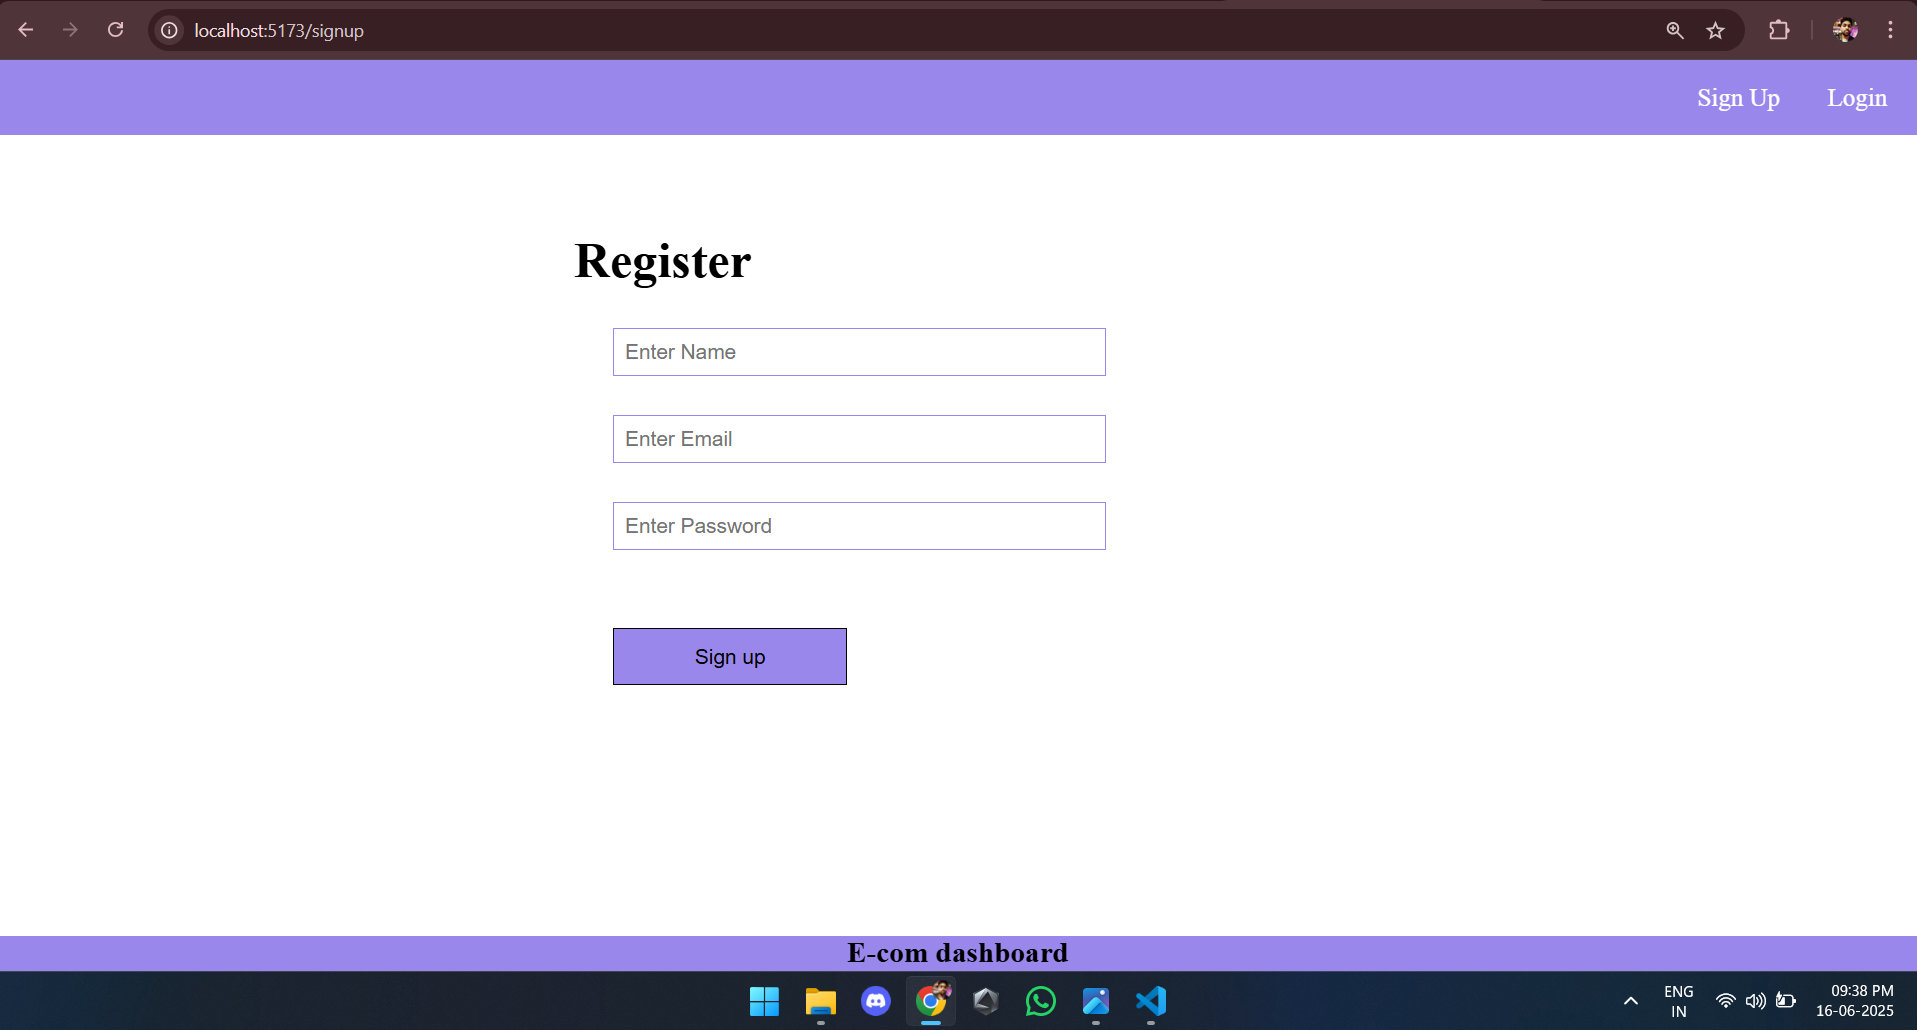 localhost:5173/signup
Sign Up Login
Register
Enter Name
Enter Email
Enter Password
Sign up
E-com dashboard
ENG
IN
09:38 PM
16-06-2025